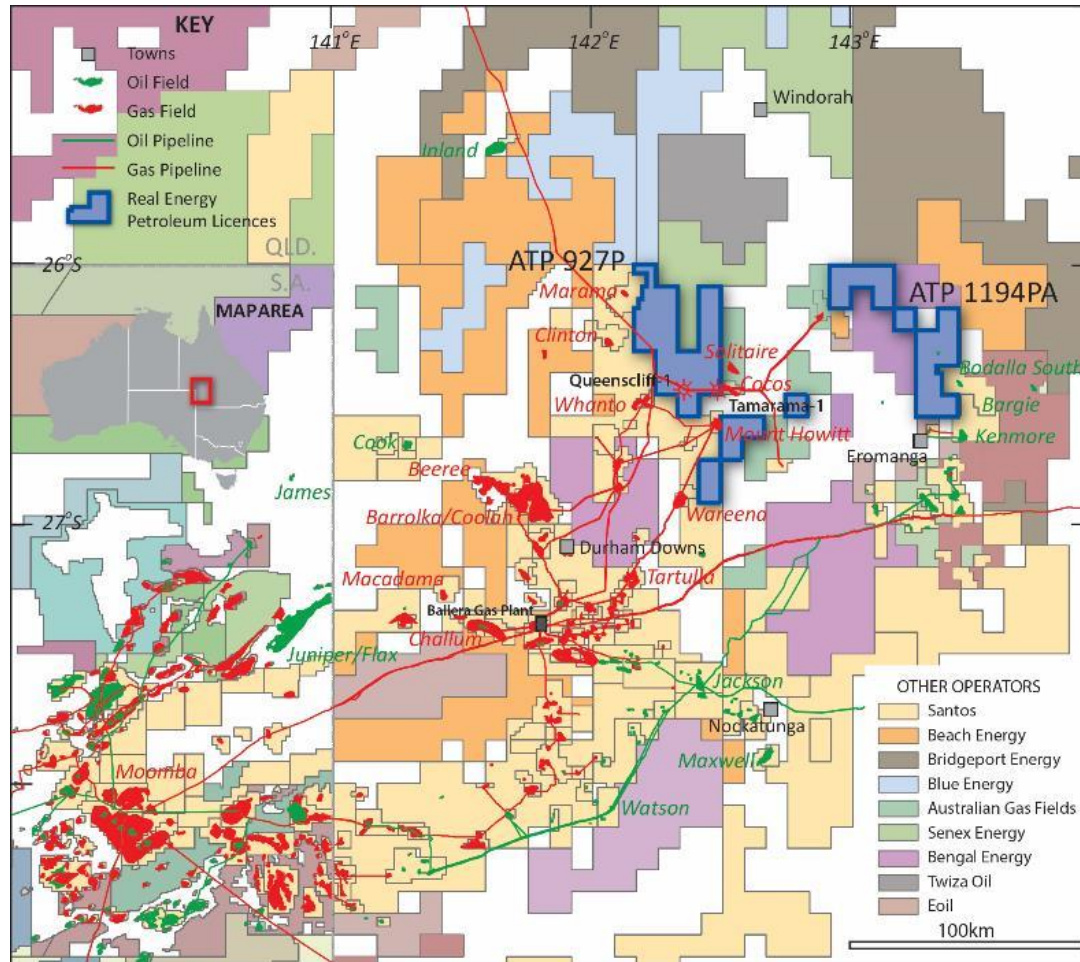 KEY
Towns
Oil Field
Gas Field
Oil Pipeline
Gas Pipeline
Real Energy
Petroleum Licences
141°E
142°E
143°E
Windorah
Inland
QLD.
26°S
S.A.
MAPAREA
ATP 927P
ATP 1194PA
Marama
Clinton
Solitaire
Queenscliff-1
Cocos
Whanto
Tamarama-1
Mount Howitt
Bodalla South
Bargie
Kenmore
Eromanga
Cook
Beeree
James
Barrolka/Coolah
Wareena
27°S
Durham Downs
Macadama
Tartulla
Ballera Gas Plant
Challum
Juniper/Flax
Jackson
Nockatunga
Maxwell
Moomba
Watson
OTHER OPERATORS
Santos
Beach Energy
Bridgeport Energy
Blue Energy
Australian Gas Fields
Senex Energy
Bengal Energy
Twiza Oil
Eoil
100km